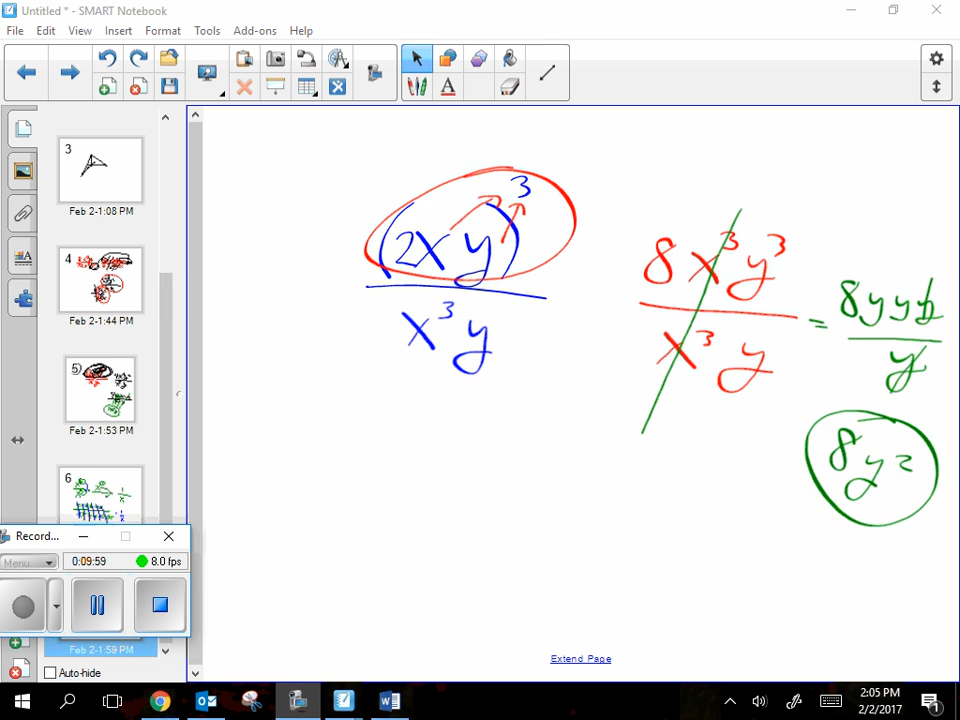 Untitled * - SMART Notebook
File Edit View Insert Format Tools Add-ons Help
3
Feb 2-1:08 PM
4
Feb 2-1:44 PM
5)
Feb 2-1:53 PM
6
Record...
Menu
0:09:59
8.0 fps
Feb 2-1:59 PM
Auto-hide
(2xy)³
x³y
8x³y³
x³y
=
8yyy
y
8y²
Extend Page
2:05 PM
2/2/2017
1